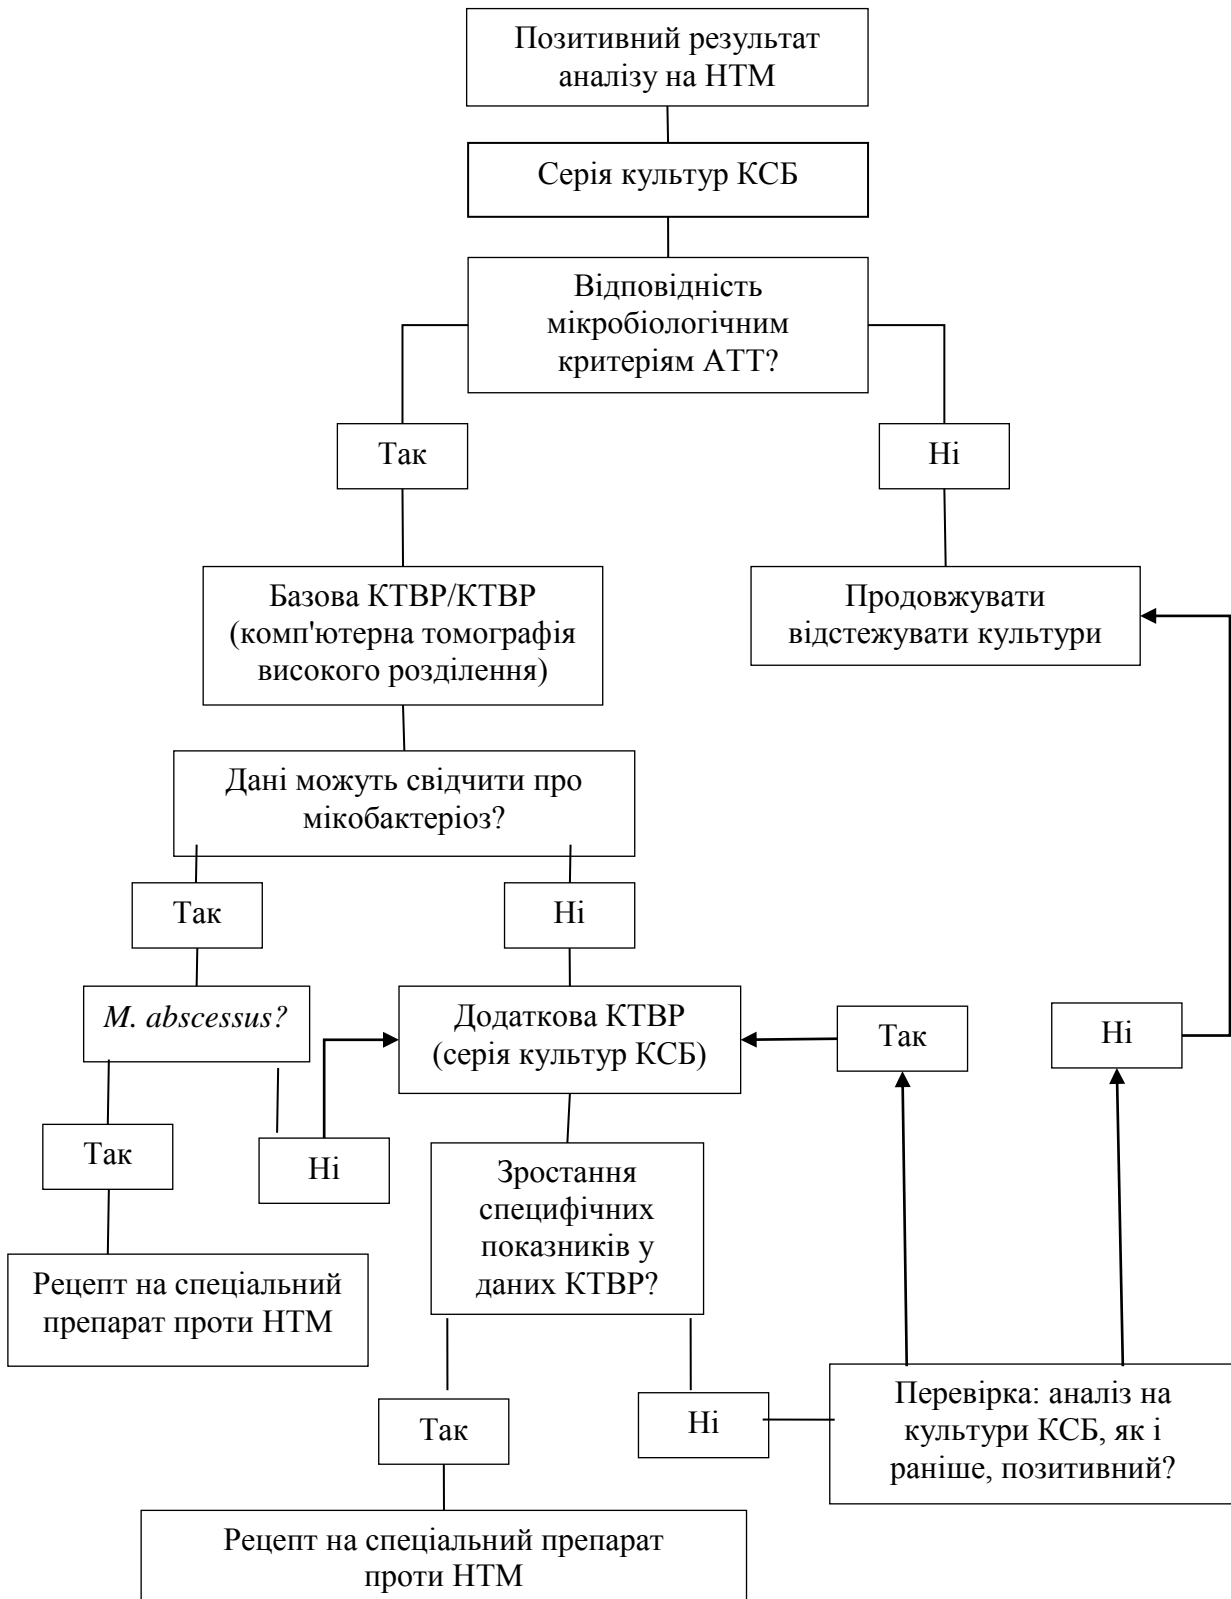 Позитивний результат
аналізу на НТМ
Серія культур КСБ
Відповідність
мікробіологічним
критеріям АТТ?
Так
Ні
Базова КТВР/КТВР
(комп'ютерна томографія
високого розділення)
Продовжувати
відстежувати культури
Дані можуть свідчити про
мікобактеріоз?
Так
Ні
M. abscessus?
Додаткова КТВР
(серія культур КСБ)
Так
Ні
Так
Ні
Зростання
специфічних
показників у
даних КТВР?
Рецепт на спеціальний
препарат проти НТМ
Так
Ні
Перевірка: аналіз на
культури КСБ, як і
раніше, позитивний?
Рецепт на спеціальний препарат
проти НТМ